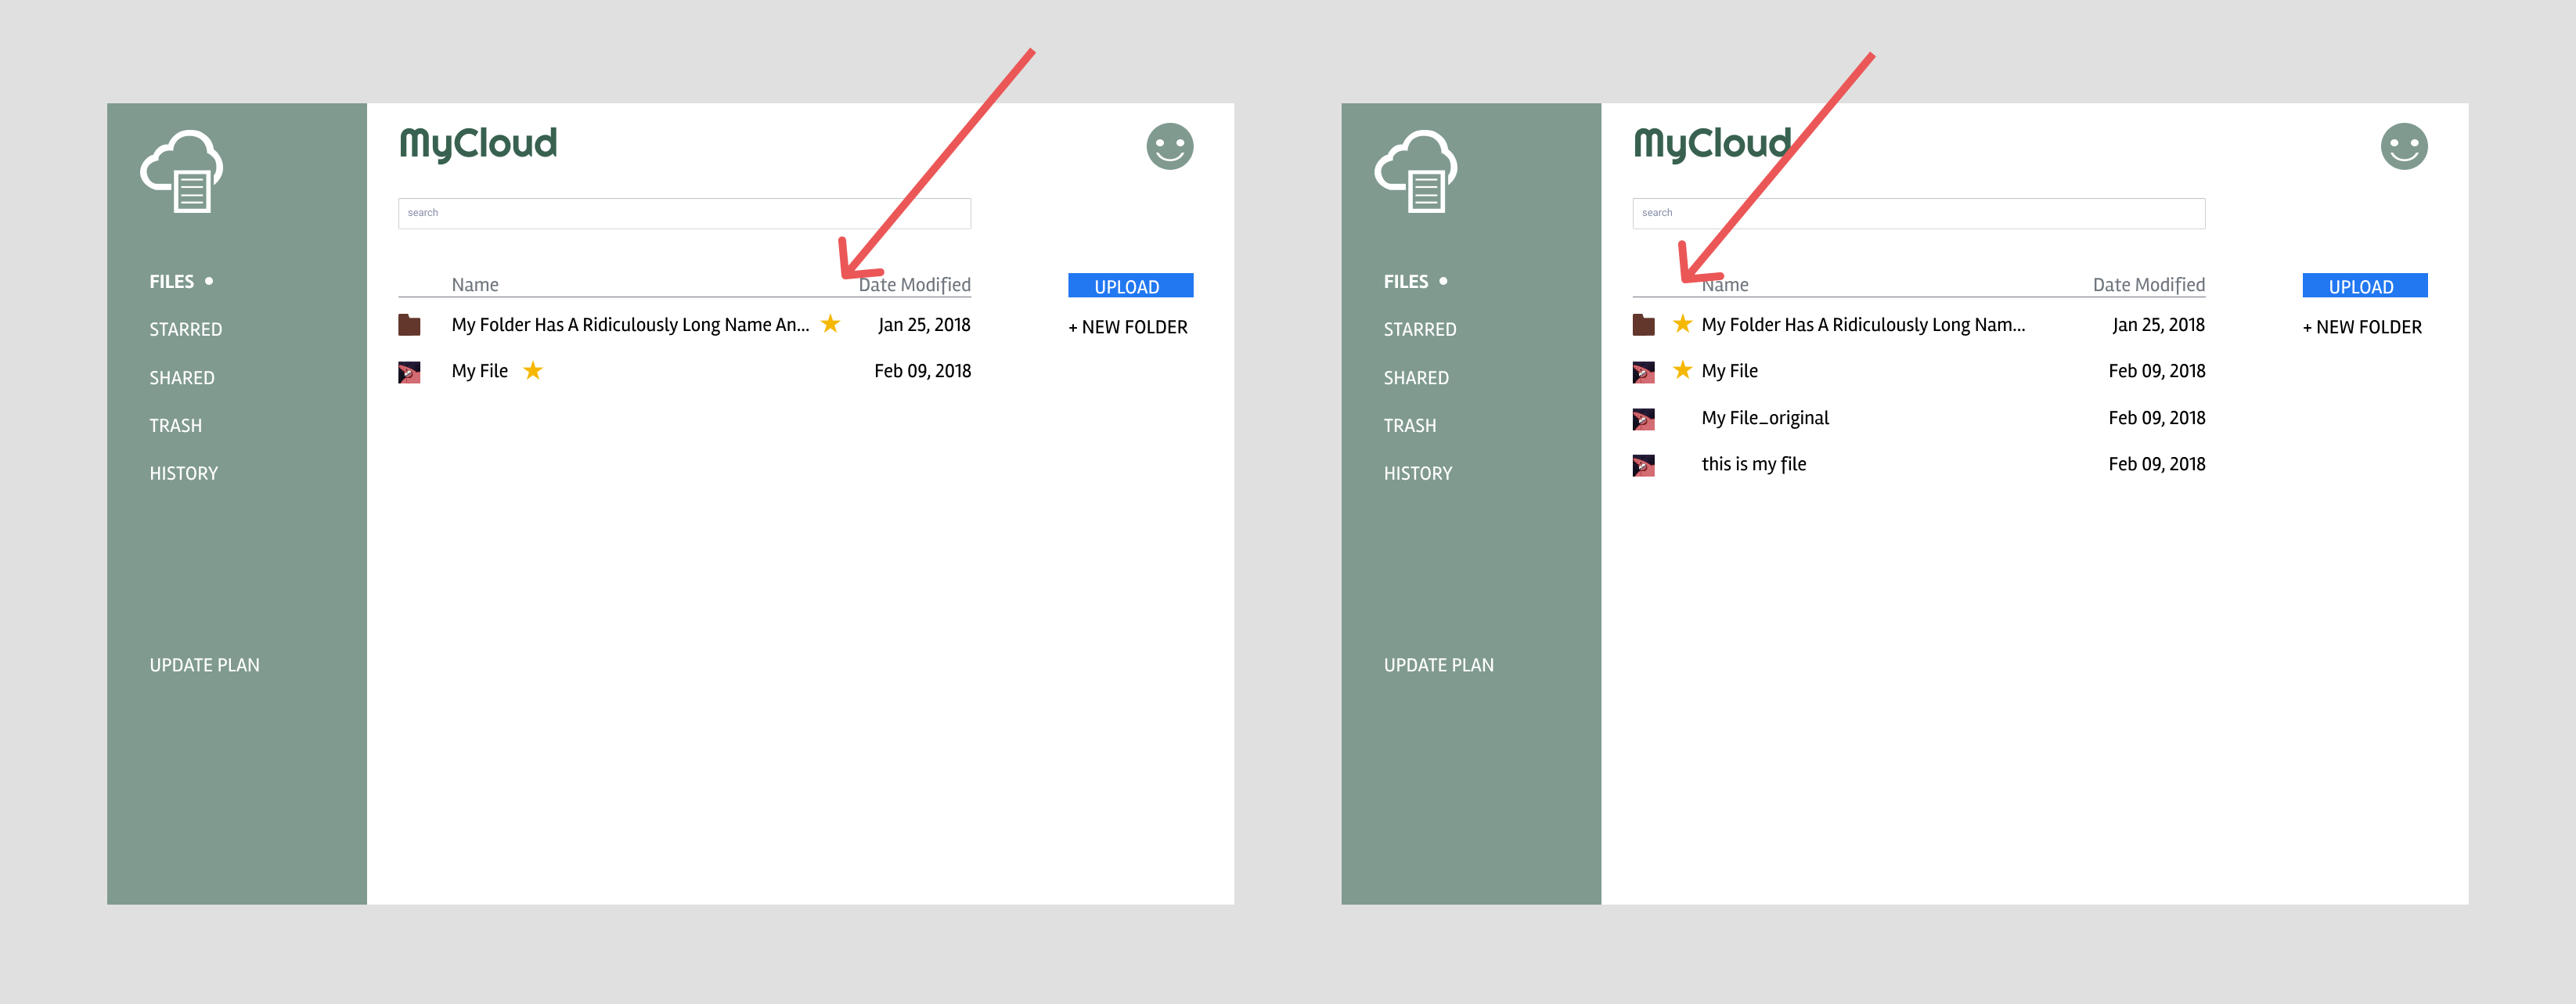 MyCloud
search
FILES
STARRED
SHARED
TRASH
HISTORY
UPDATE PLAN
Name Date Modified
My Folder Has A Ridiculously Long Name An... Jan 25, 2018
My File Feb 09, 2018
UPLOAD
+ NEW FOLDER
MyCloud
search
FILES
STARRED
SHARED
TRASH
HISTORY
UPDATE PLAN
Name Date Modified
My Folder Has A Ridiculously Long Nam... Jan 25, 2018
My File Feb 09, 2018
My File_original Feb 09, 2018
this is my file Feb 09, 2018
UPLOAD
+ NEW FOLDER